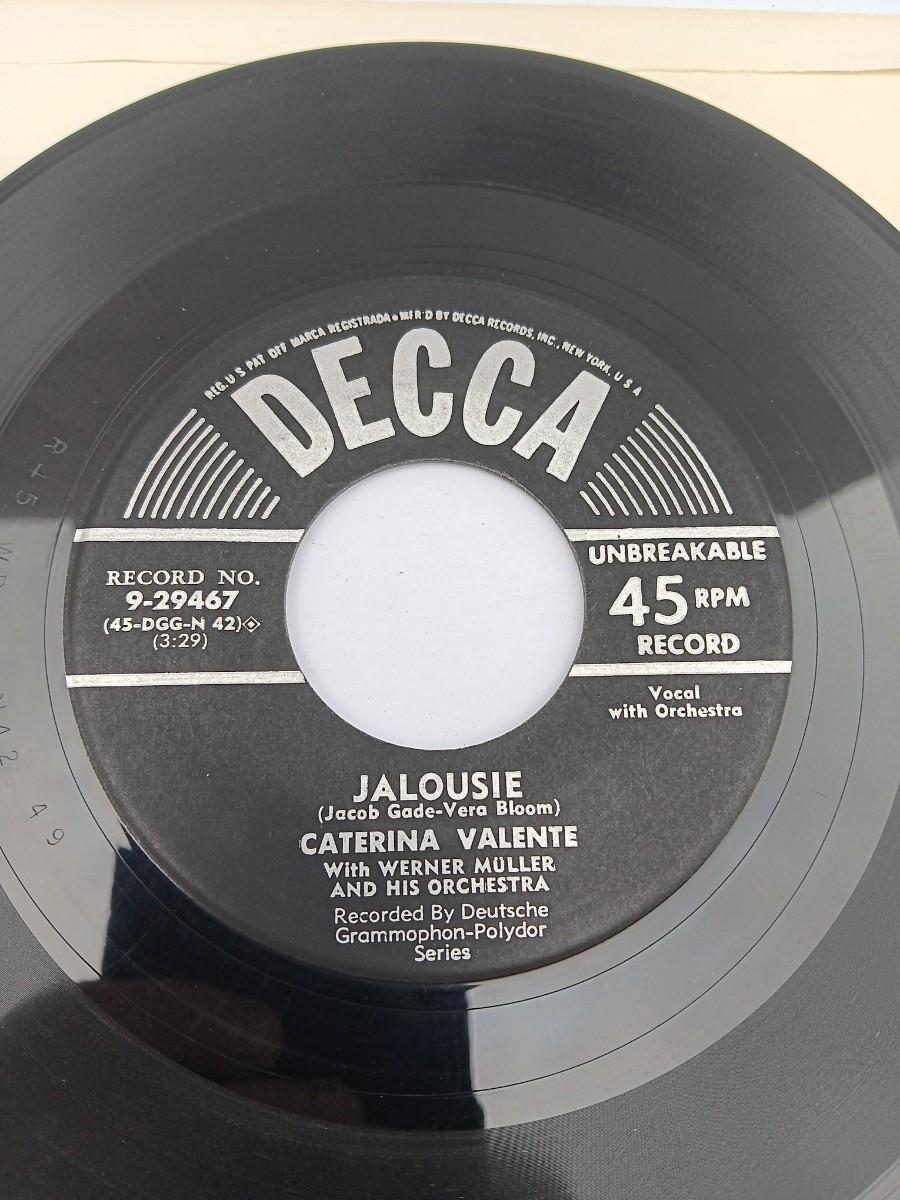 REG. U S PAT OFF MARCA REGISTRADA • MFR'D BY DECCA RECORDS, INC., NEW YORK, U S A
DECCA
RECORD NO.
9-29467
(45-DGG-N 42)
(3:29)
UNBREAKABLE
45 RPM
RECORD
Vocal
with Orchestra
JALOUSIE
(Jacob Gade-Vera Bloom)
CATERINA VALENTE
With WERNER MÜLLER
AND HIS ORCHESTRA
Recorded By Deutsche
Grammophon-Polydor
Series